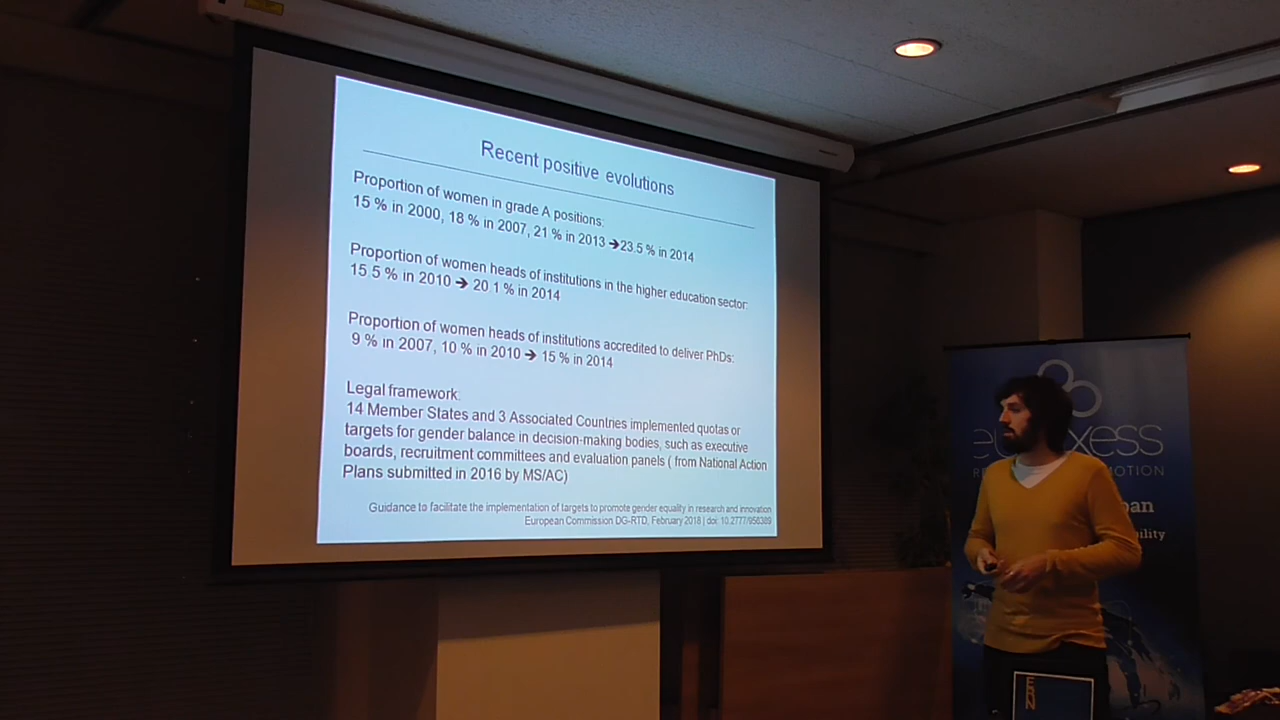 Recent positive evolutions
Proportion of women in grade A positions:
15 % in 2000, 18 % in 2007, 21 % in 2013 ➔23.5 % in 2014
Proportion of women heads of institutions in the higher education sector:
15 5 % in 2010 ➔ 20 1 % in 2014
Proportion of women heads of institutions accredited to deliver PhDs:
9 % in 2007, 10 % in 2010 ➔ 15 % in 2014
Legal framework:
14 Member States and 3 Associated Countries implemented quotas or
targets for gender balance in decision-making bodies, such as executive
boards, recruitment committees and evaluation panels ( from National Action
Plans submitted in 2016 by MS/AC)
Guidance to facilitate the implementation of targets to promote gender equality in research and innovation
European Commission DG-RTD, February 2018 | doi: 10.2777/956389